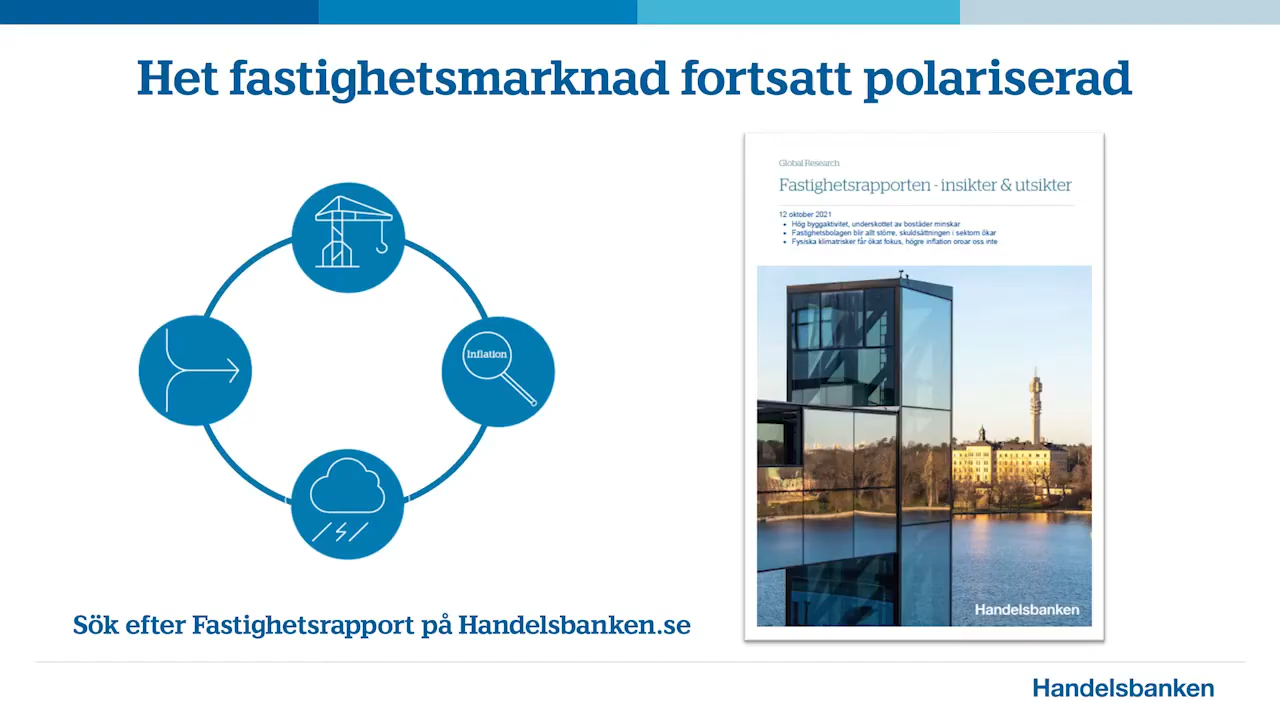 Het fastighetsmarknad fortsatt polariserad
Inflation
Sök efter Fastighetsrapport på Handelsbanken.se
Global Research
Fastighetsrapporten - insikter & utsikter
12 oktober 2021
• Hög byggaktivitet, underskottet av bostäder minskar
• Fastighetsbolagen blir allt större, skuldsättningen i sektorn ökar
• Fysiska klimatrisker får ökat fokus, högre inflation oroar oss inte
Handelsbanken
Handelsbanken